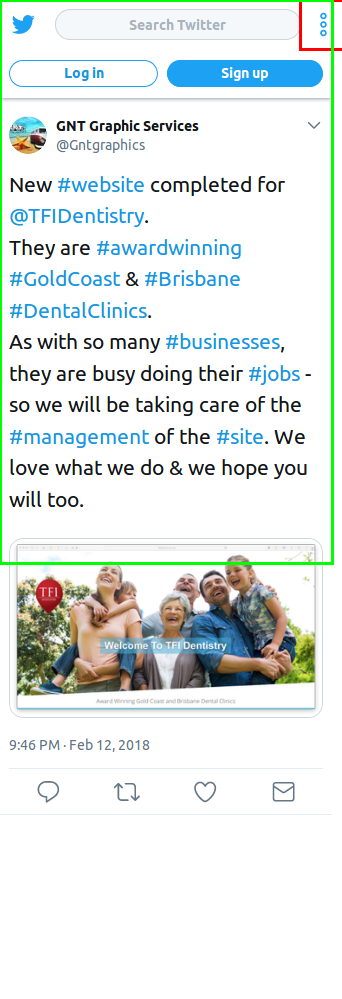 Search Twitter
Log in
Sign up
GNT Graphic Services
@Gntgraphics
New #website completed for
@TFIDentistry.
They are #awardwinning
#GoldCoast & #Brisbane
#DentalClinics.
As with so many #businesses,
they are busy doing their #jobs -
so we will be taking care of the
#management of the #site. We
love what we do & we hope you
will too.
TFI
Welcome To TFI Dentistry
Award Winning Gold Coast and Brisbane Dental Clinics
9:46 PM · Feb 12, 2018